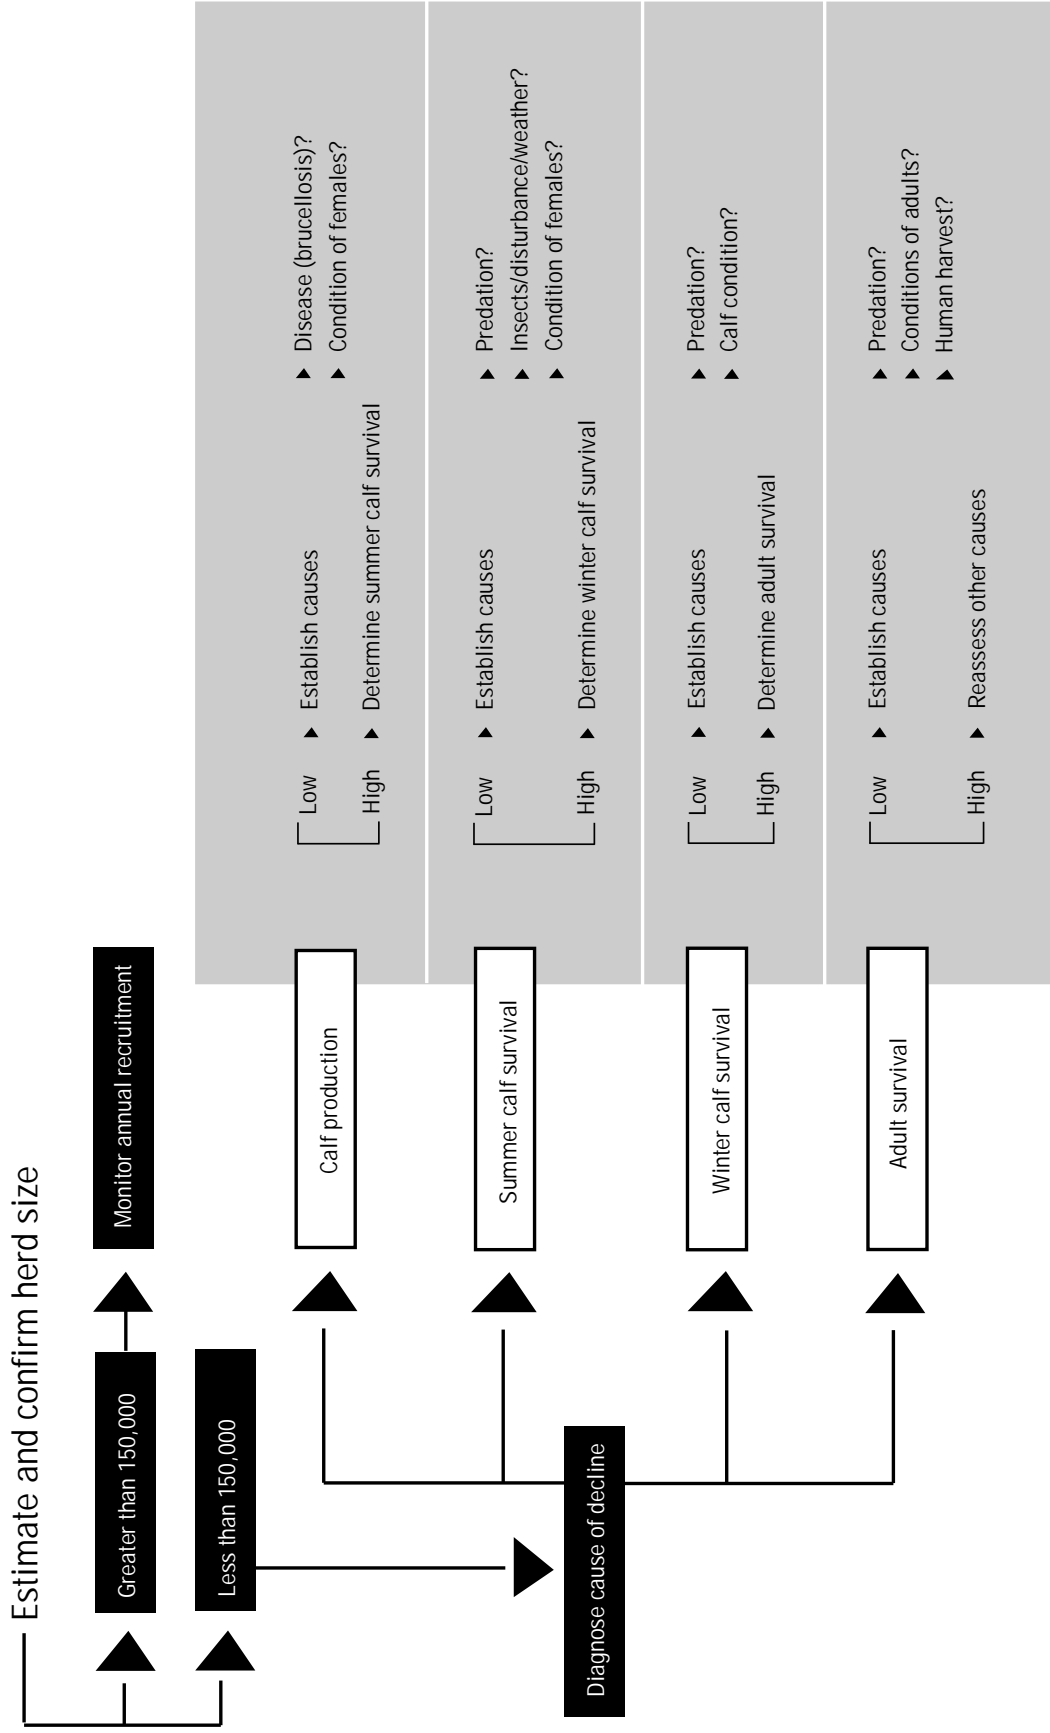 Estimate and confirm herd size
Greater than 150,000
Monitor annual recruitment
Less than 150,000
Diagnose cause of decline
Calf production
Low
Establish causes
Disease (brucellosis)?
Condition of females?
High
Determine summer calf survival
Summer calf survival
Low
Establish causes
Predation?
Insects/disturbance/weather?
Condition of females?
High
Determine winter calf survival
Winter calf survival
Low
Establish causes
Predation?
Calf condition?
High
Determine adult survival
Adult survival
Low
Establish causes
Predation?
Conditions of adults?
Human harvest?
High
Reassess other causes